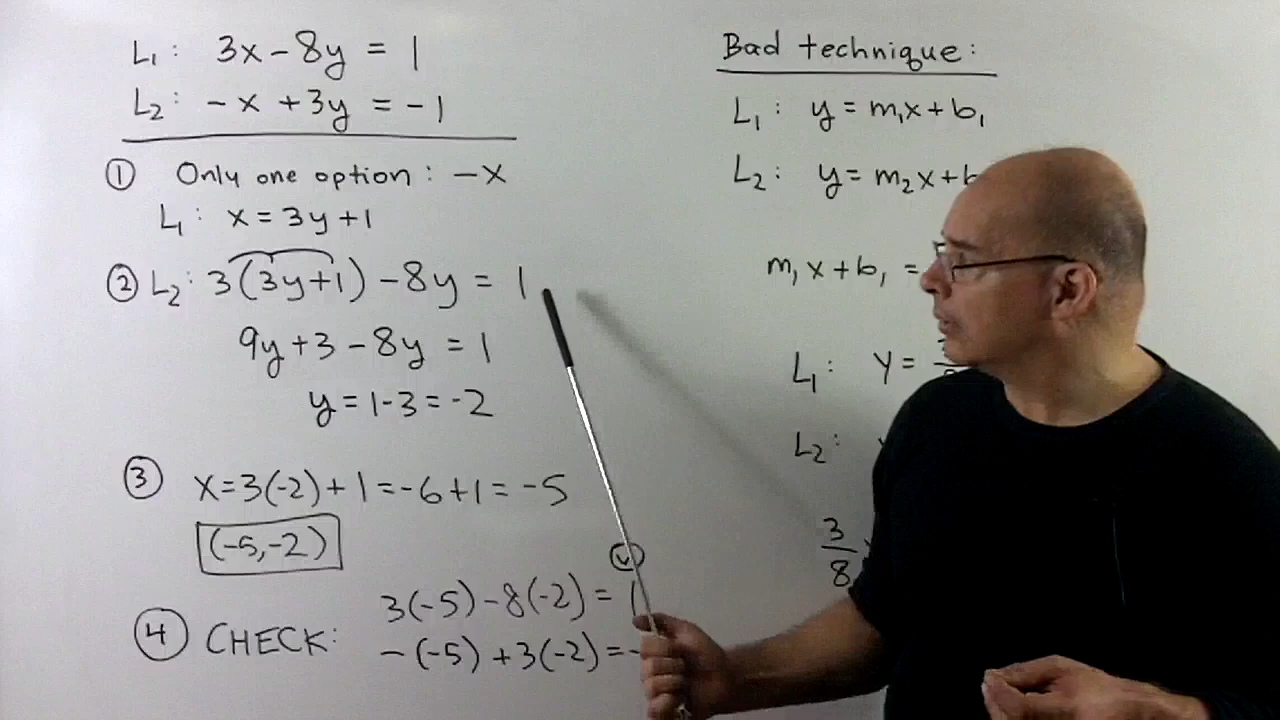 L₁: 3x - 8y = 1
L₂: - x + 3y = - 1
① Only one option: - x
L₁: x = 3y + 1
② L₂: 3(3y+1) - 8y = 1
9y + 3 - 8y = 1
y = 1 - 3 = -2
③ x = 3(-2) + 1 = -6 + 1 = -5
(-5, -2)
④ CHECK: 3(-5) - 8(-2) = 1
-(-5) + 3(-2) = -
Bad technique:
L₁: y = m₁x + b₁
L₂: y = m₂x + b
m₁x + b₁ =
L₁: y =
L₂:
3/8